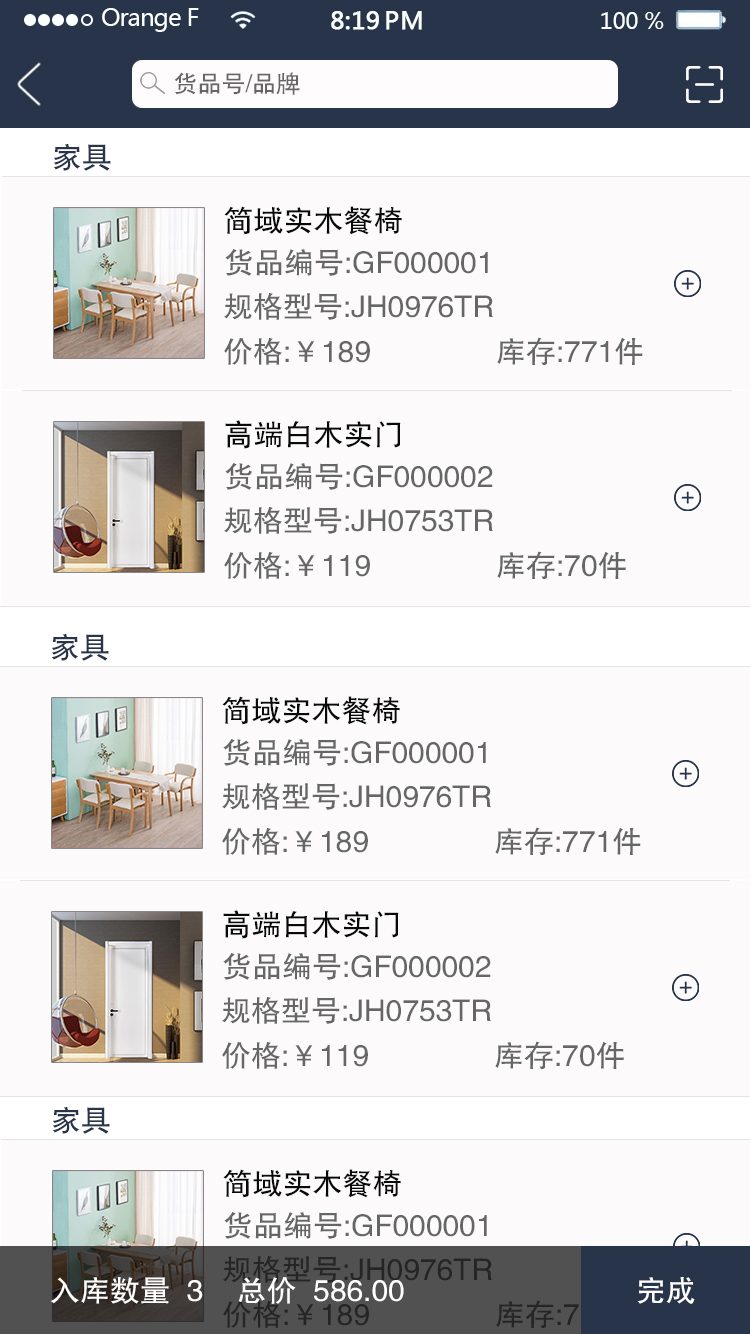 Orange F 8:19 PM 100 %
货品号/品牌
家具
简域实木餐椅
货品编号:GF000001
规格型号:JH0976TR
价格:￥189 库存:771件
高端白木实门
货品编号:GF000002
规格型号:JH0753TR
价格:￥119 库存:70件
家具
简域实木餐椅
货品编号:GF000001
规格型号:JH0976TR
价格:￥189 库存:771件
高端白木实门
货品编号:GF000002
规格型号:JH0753TR
价格:￥119 库存:70件
家具
简域实木餐椅
货品编号:GF000001
规格型号:JH0976TR
入库数量 3 总价 586.00 完成
价格:￥189 库存:7